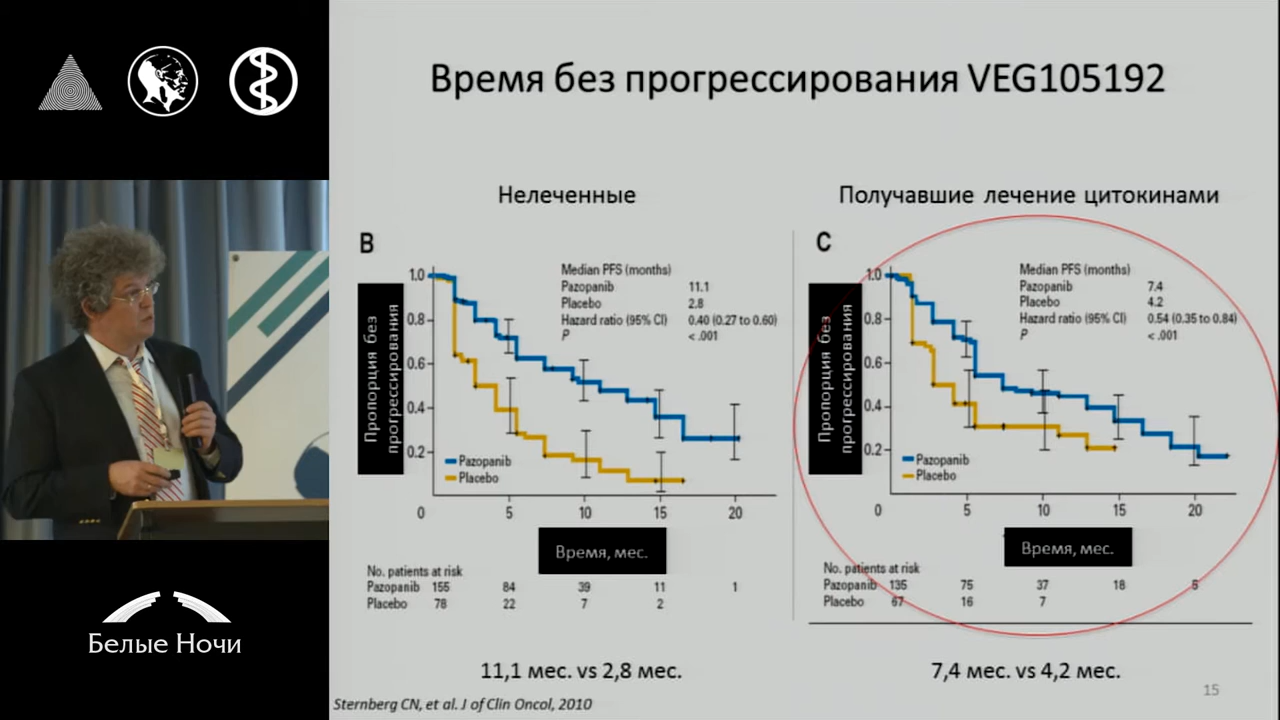 Время без прогрессирования VEG105192
Нелеченные
B
Median PFS (months)
Pazopanib 11.1
Placebo 2.8
Hazard ratio (95% CI) 0.40 (0.27 to 0.60)
P < .001
Пропорция без
прогрессирования
1.0
0.8
0.6
0.4
0.2
Pazopanib
Placebo
0 5 10 15 20
Время, мес.
No. patients at risk
Pazopanib 155 84 39 11 1
Placebo 78 22 7 2
11,1 мес. vs 2,8 мес.
Получавшие лечение цитокинами
C
Median PFS (months)
Pazopanib 7.4
Placebo 4.2
Hazard ratio (95% CI) 0.54 (0.35 to 0.84)
P < .001
Пропорция без
прогрессирования
1.0
0.8
0.6
0.4
0.2
Pazopanib
Placebo
0 5 10 15 20
Время, мес.
No. patients at risk
Pazopanib 135 75 37 18 5
Placebo 67 16 7
7,4 мес. vs 4,2 мес.
15
Sternberg CN, et al. J of Clin Oncol, 2010
Белые Ночи